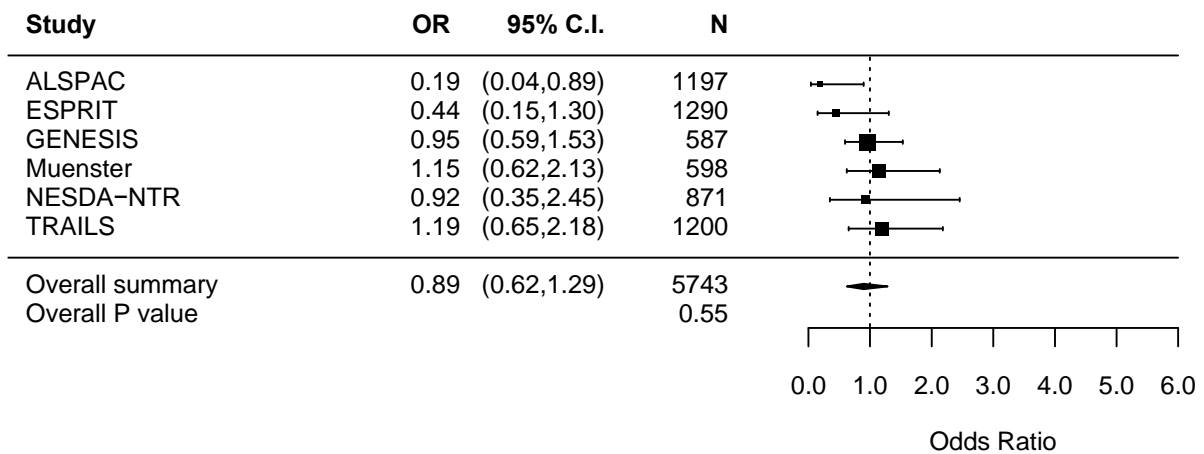 Study OR 95% C.I. N
ALSPAC 0.19 (0.04,0.89) 1197
ESPRIT 0.44 (0.15,1.30) 1290
GENESIS 0.95 (0.59,1.53) 587
Muenster 1.15 (0.62,2.13) 598
NESDA−NTR 0.92 (0.35,2.45) 871
TRAILS 1.19 (0.65,2.18) 1200
Overall summary 0.89 (0.62,1.29) 5743
Overall P value 0.55
0.0 1.0 2.0 3.0 4.0 5.0 6.0
Odds Ratio